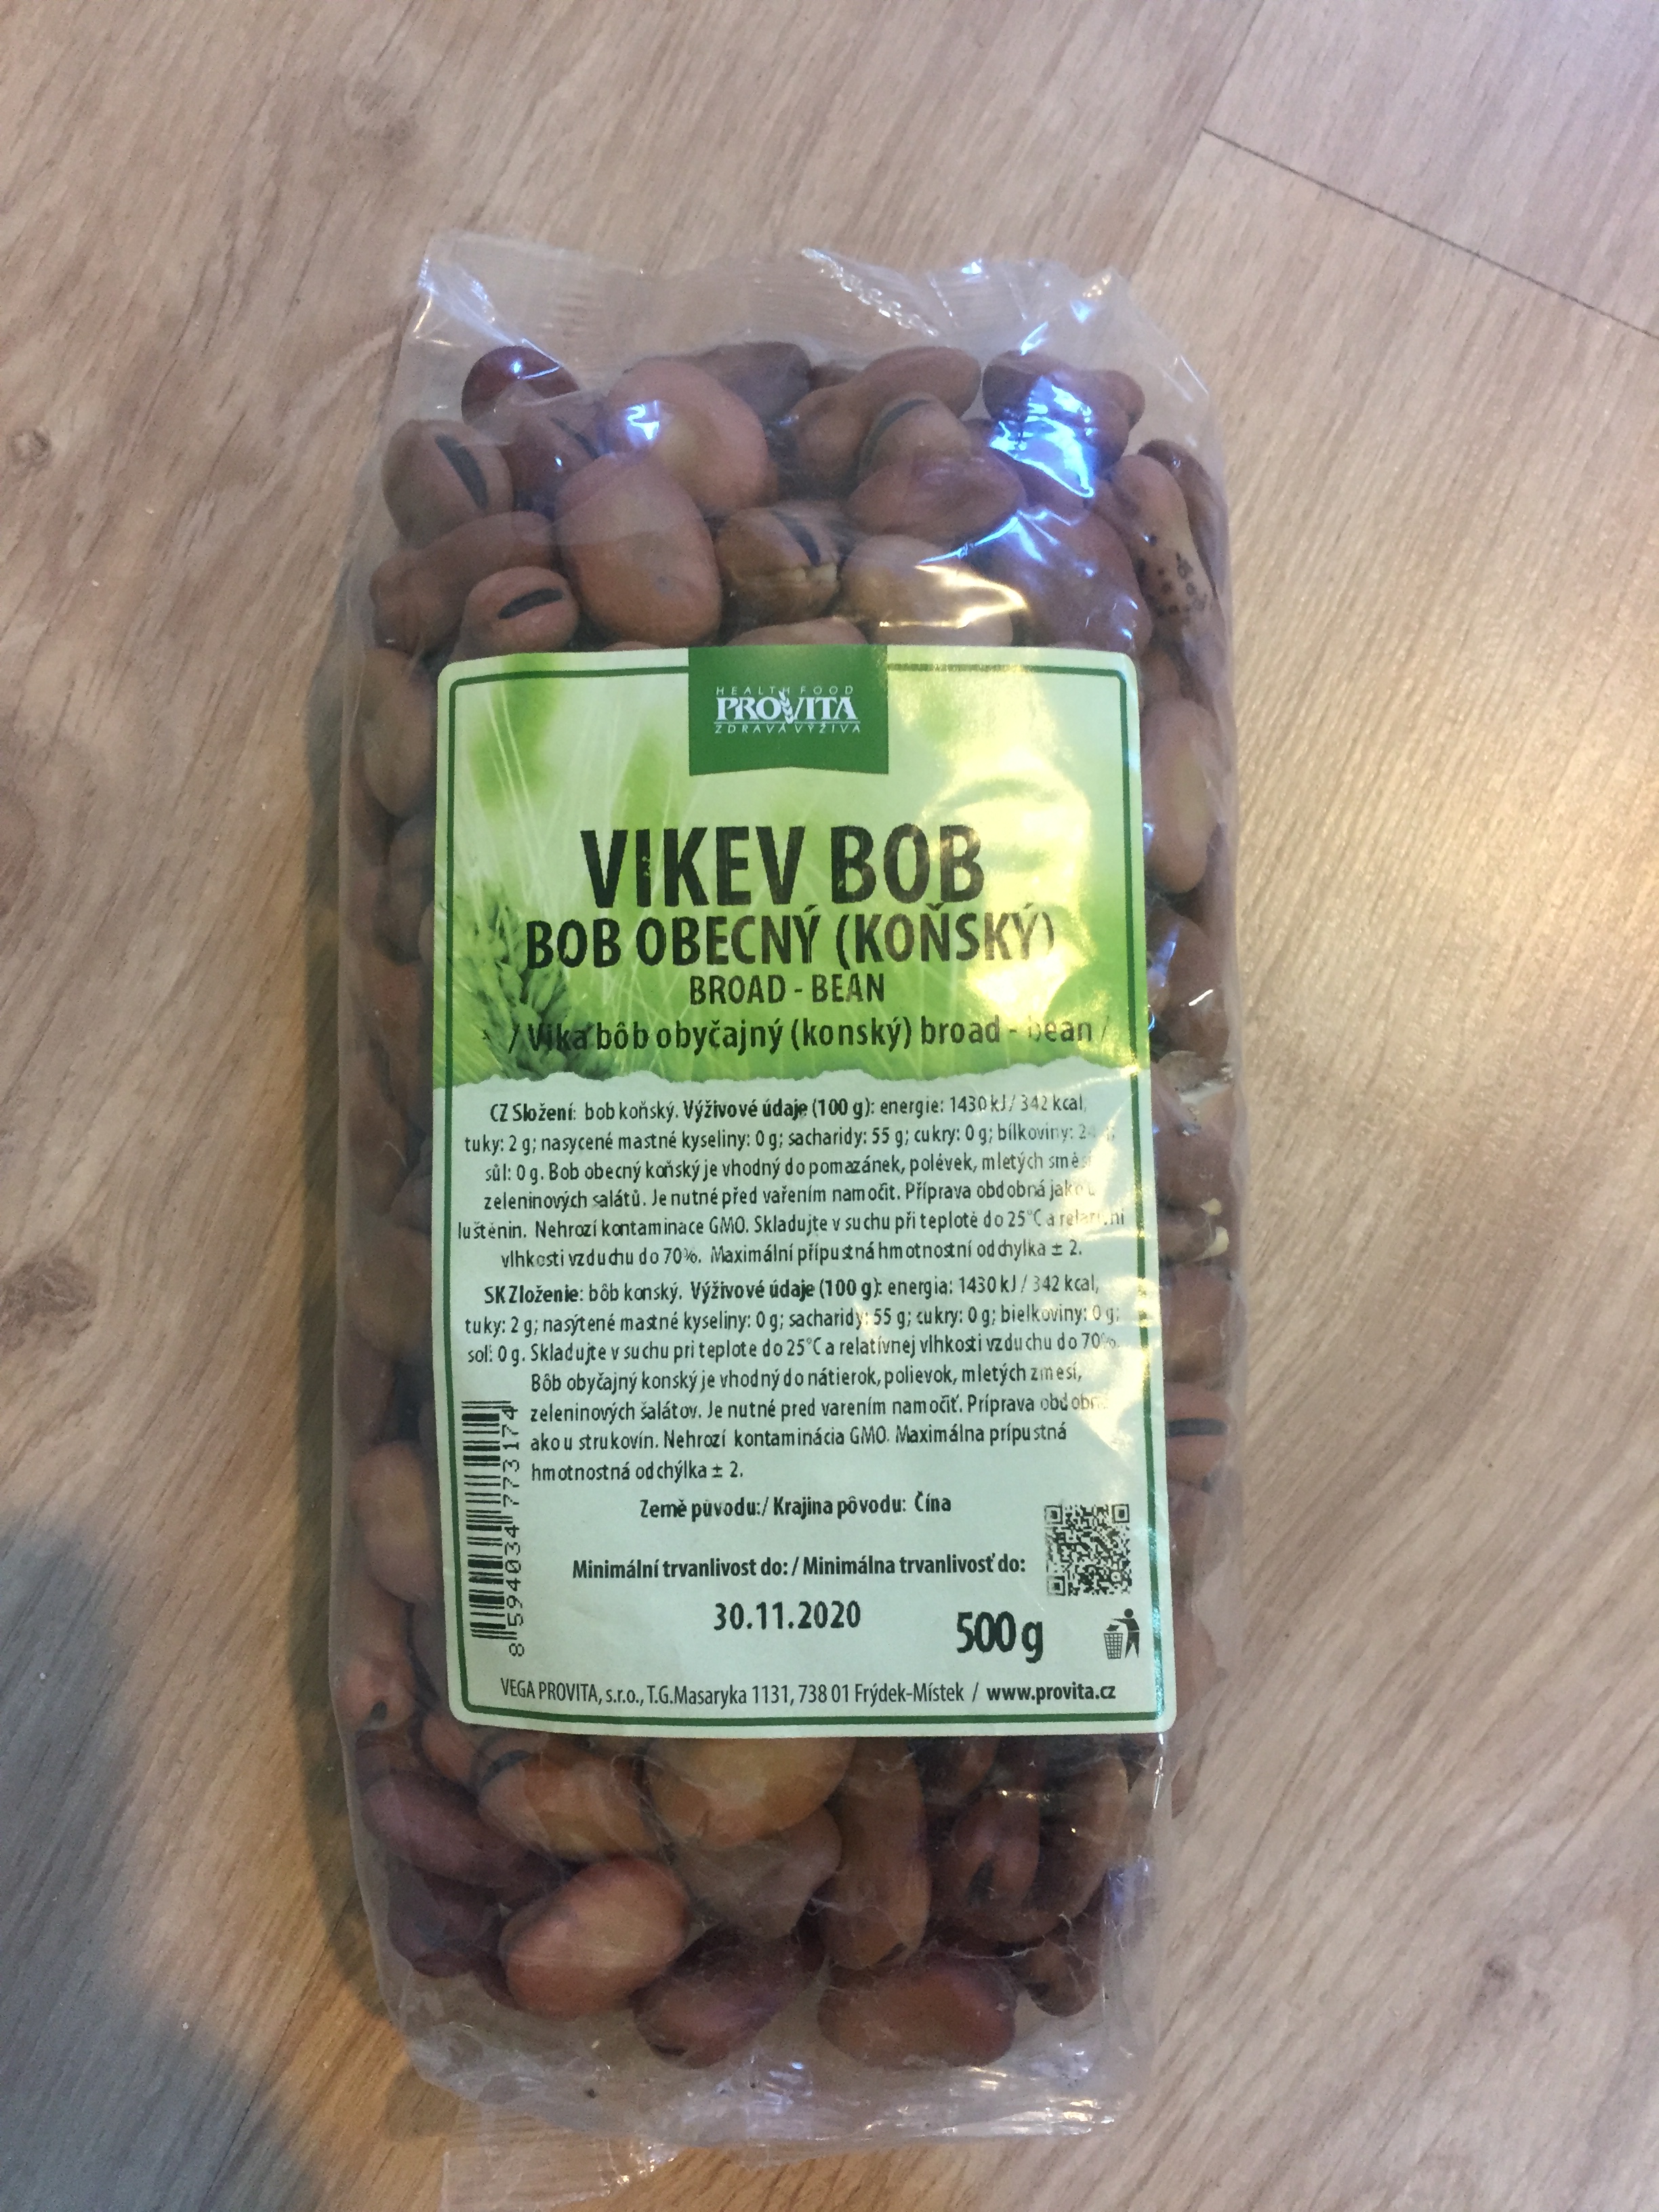 HEALTH FOOD
PROVITA
ZDRAVÁ VÝŽIVA
VIKEV BOB
BOB OBECNÝ (KOŇSKÝ)
BROAD - BEAN
/ Vika bôb obyčajný (konský) broad - bean /
CZ Složení: bob koňský. Výživové údaje (100 g): energie: 1430 kJ / 342 kcal,
tuky: 2 g; nasycené mastné kyseliny: 0 g; sacharidy: 55 g; cukry: 0 g; bílkoviny:
sůl: 0 g. Bob obecný koňský je vhodný do pomazánek, polévek, mletých
zeleninových salátů. Je nutné před vařením namočit. Příprava obdobná jako u
luštěnin. Nehrozí kontaminace GMO. Skladujte v suchu při teplotě do 25°C a relativní
vlhkosti vzduchu do 70%. Maximální přípustná hmotnostní odchylka ± 2.
SK Zloženie: bôb konský. Výživové údaje (100 g): energia: 1430 kJ / 342 kcal,
tuky: 2 g; nasýtené mastné kyseliny: 0 g; sacharidy: 55 g; cukry: 0 g; bielkoviny: 0 g;
soľ: 0 g. Skladujte v suchu pri teplote do 25°C a relatívnej vlhkosti vzduchu do 70%.
Bôb obyčajný konský je vhodný do nátierok, polievok, mletých zmesí,
zeleninových šalátov. Je nutné pred varením namočiť. Príprava obdobná
ako u strukovín. Nehrozí kontaminácia GMO. Maximálna prípustná
hmotnostná odchýlka ± 2.
Země původu:/ Krajina pôvodu: Čína
Minimální trvanlivost do: / Minimálna trvanlivosť do:
30.11.2020
500 g
8 594034 773174
VEGA PROVITA, s.r.o., T.G.Masaryka 1131, 738 01 Frýdek-Místek / www.provita.cz